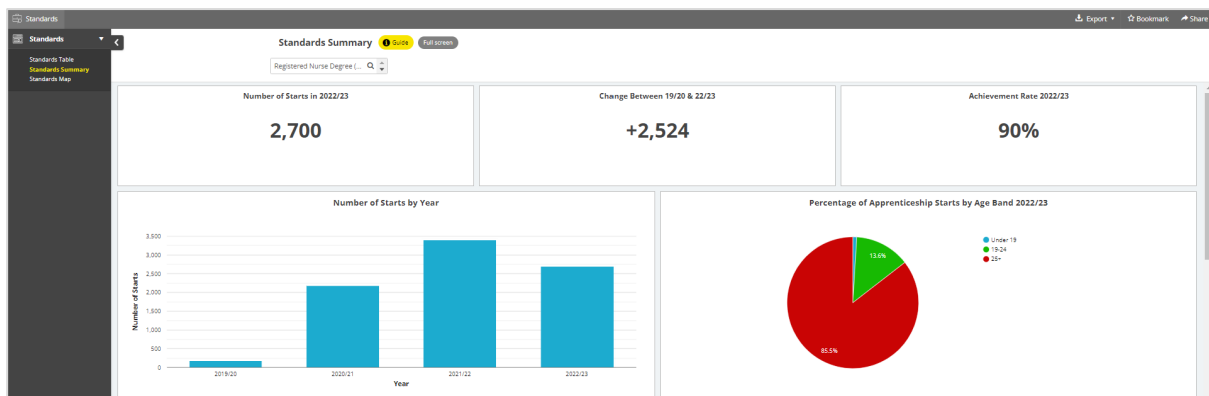 Standards
Export
Bookmark
Share
Standards
Standards Table
Standards Summary
Standards Map
Standards Summary
Guide
Full screen
Registered Nurse Degree (...
Number of Starts in 2022/23
2,700
Change Between 19/20 & 22/23
+2,524
Achievement Rate 2022/23
90%
Number of Starts by Year
Number of Starts
3,500
3,000
2,500
2,000
1,500
1,000
500
0
2019/20
2020/21
2021/22
2022/23
Year
Percentage of Apprenticeship Starts by Age Band 2022/23
13.6%
85.5%
Under 19
19-24
25+